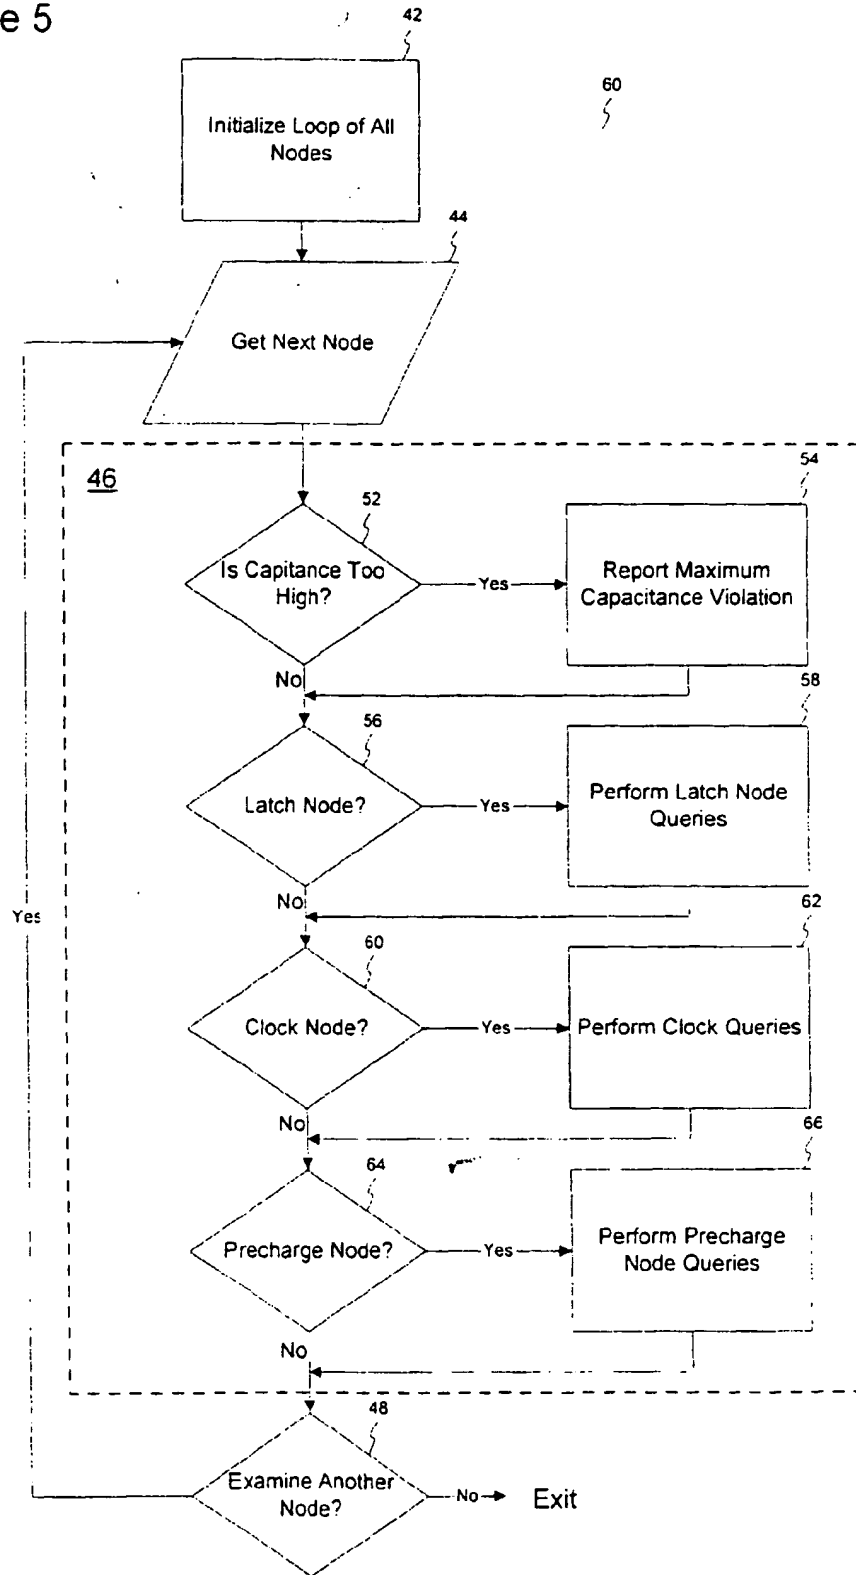 e 5
42
60
Initialize Loop of All
Nodes
44
Get Next Node
46
52
54
Is Capitance Too
High?
Yes
Report Maximum
Capacitance Violation
No
56
58
Latch Node?
Yes
Perform Latch Node
Queries
No
Yes
60
62
Clock Node?
Yes
Perform Clock Queries
No
64
66
Precharge Node?
Yes
Perform Precharge
Node Queries
No
48
Examine Another
Node?
No
Exit